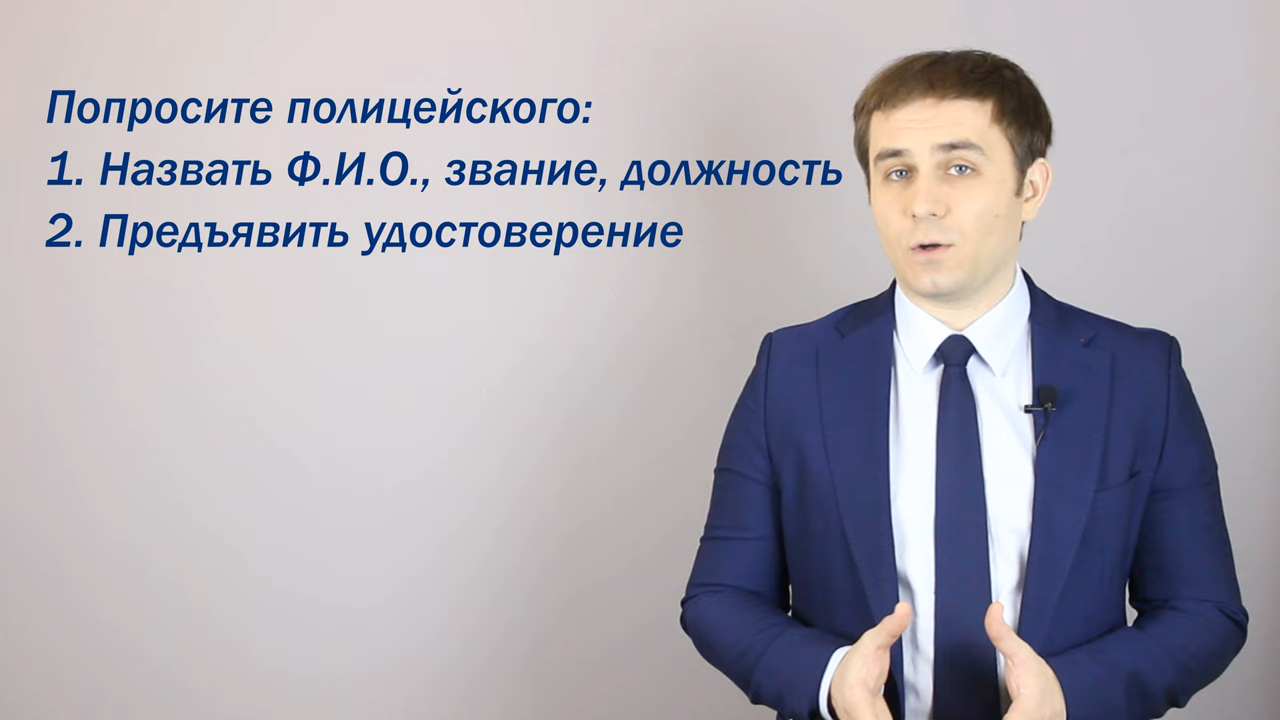 Попросите полицейского:
1. Назвать Ф.И.О., звание, должность
2. Предъявить удостоверение